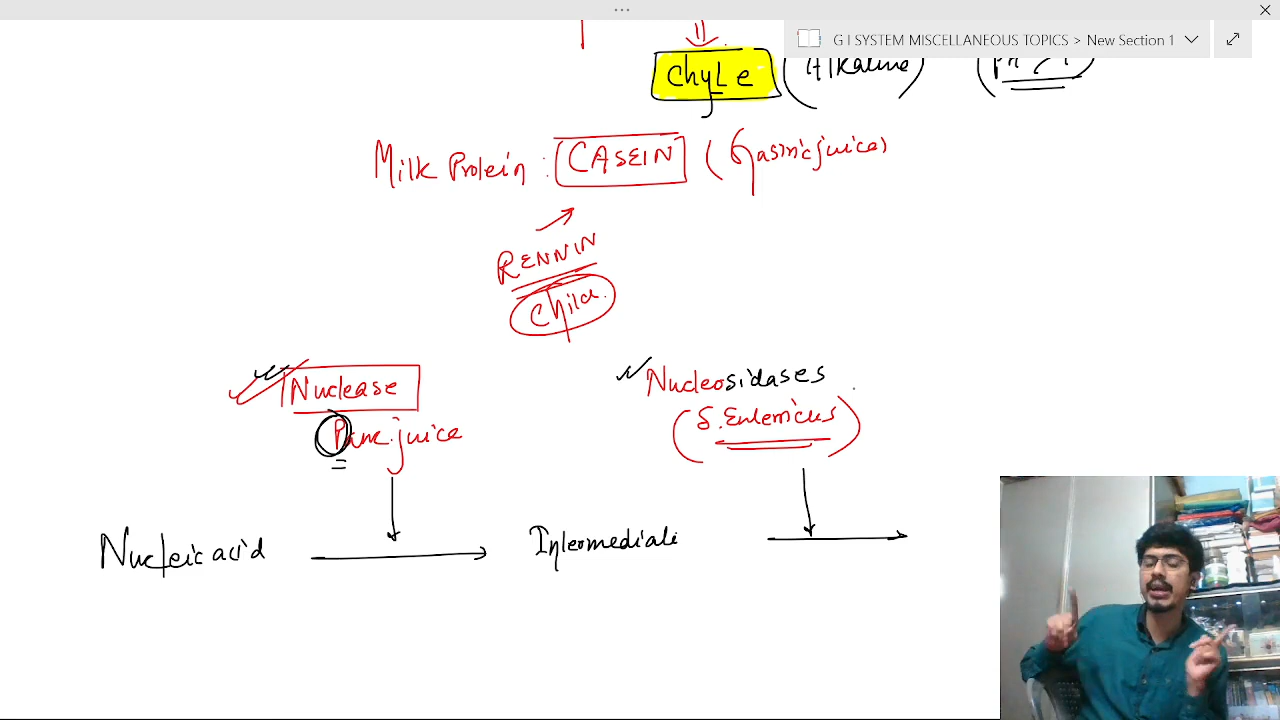 G I SYSTEM MISCELLANEOUS TOPICS > New Section 1
chyLe (Alkaline)
Milk Protein : CASEIN (Gastric juice)
RENNIN
Child.
Nuclease Nucleosidases
Panc. juice (S. Entericus)
Nucleic acid Intermediate